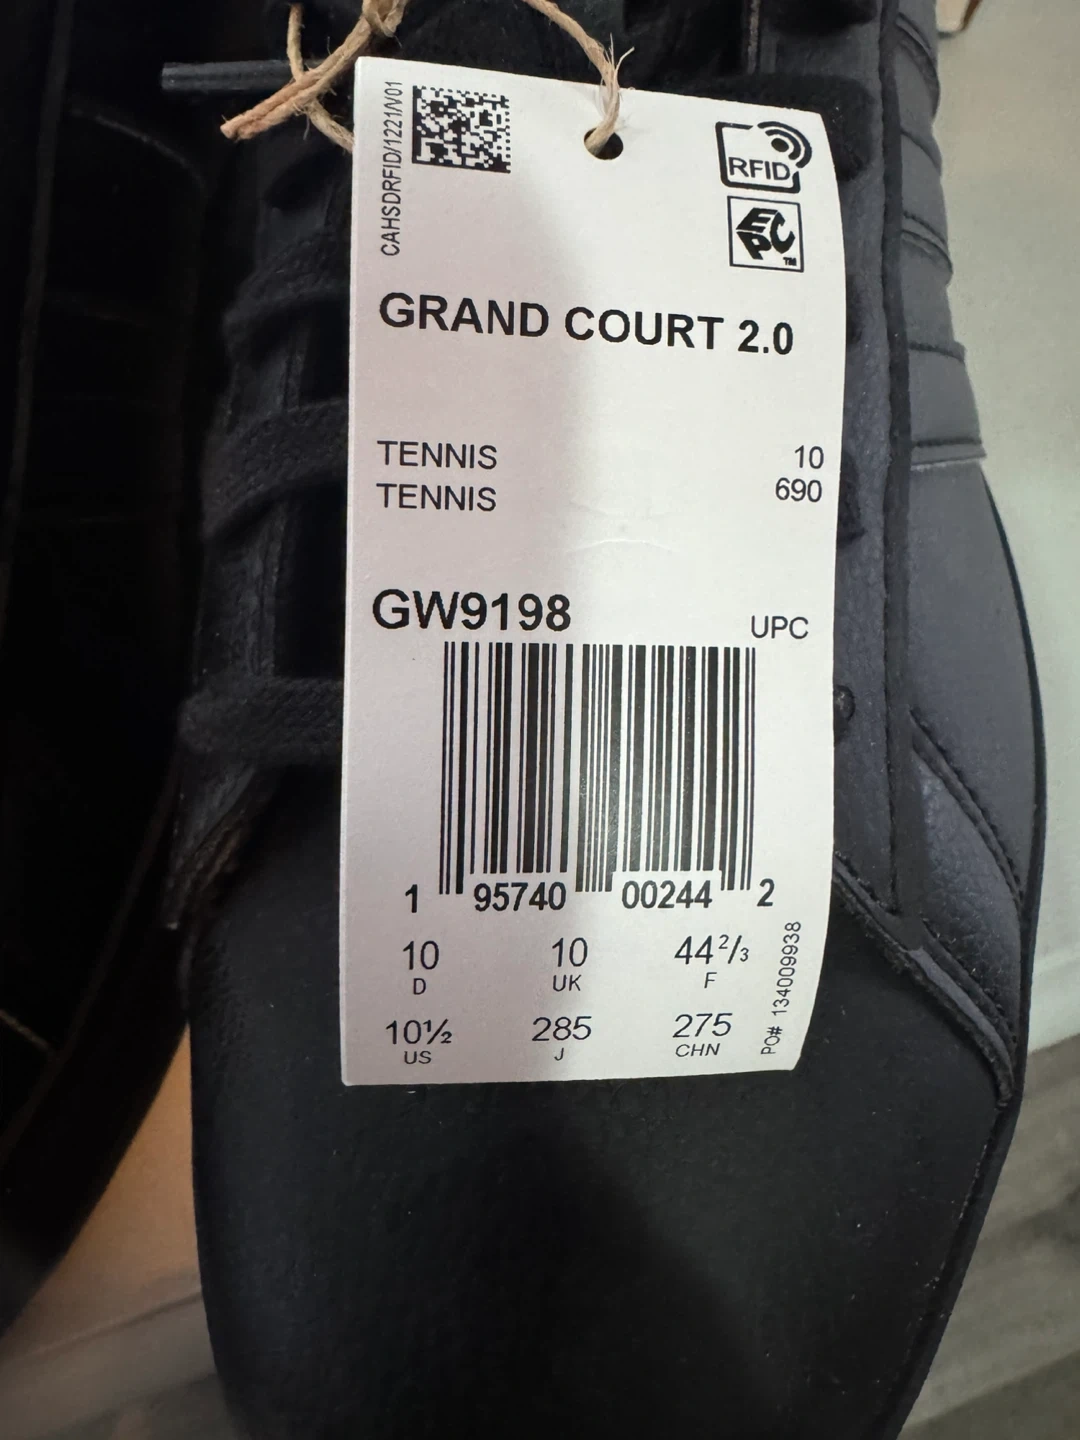 CAHSDRFID/1221/V01
RFID
EPC™
GRAND COURT 2.0
TENNIS 10
TENNIS 690
GW9198
UPC
1 95740 00244 2
10 10 44²/₃
D UK F
10½ 285 275
US J CHN
PO# 134009938